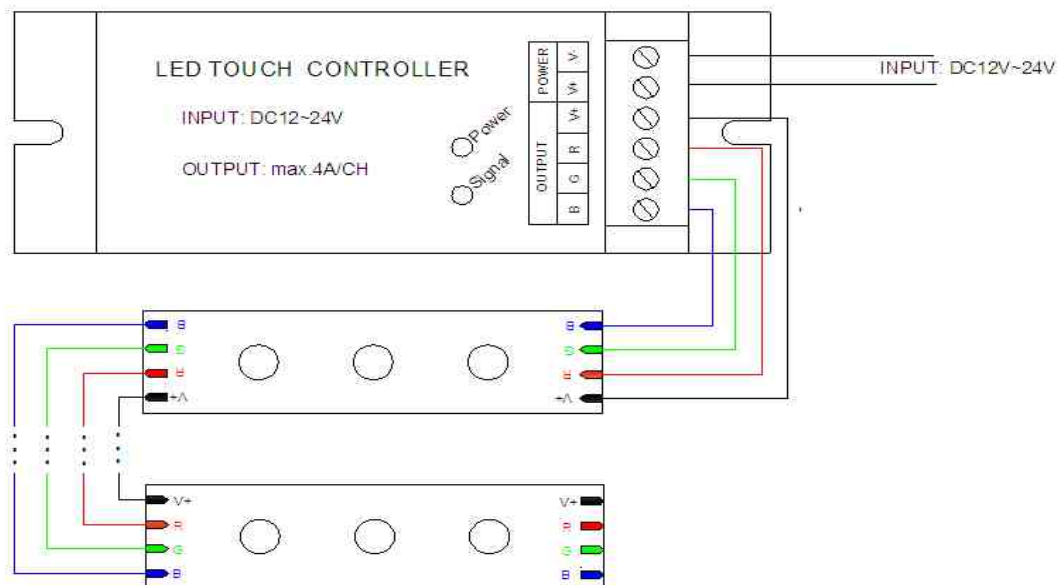 LED TOUCH CONTROLLER
INPUT: DC12~24V
OUTPUT: max.4A/CH
Power
Signal
POWER
OUTPUT
V-
V+
V+
R
G
B
INPUT: DC12V~24V
B
G
R
V+
B
G
R
V+
V+
R
G
B
V+
R
G
B